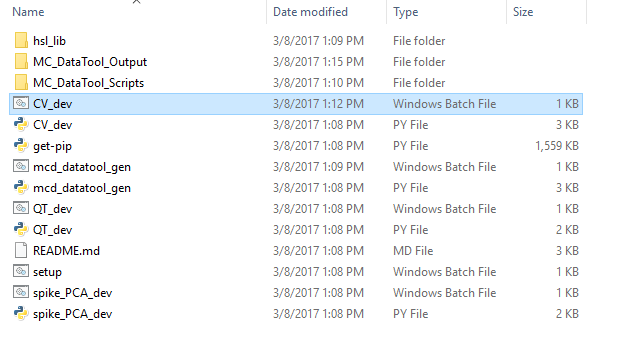 Name Date modified Type Size
hsl_lib 3/8/2017 1:09 PM File folder
MC_DataTool_Output 3/8/2017 1:15 PM File folder
MC_DataTool_Scripts 3/8/2017 1:10 PM File folder
CV_dev 3/8/2017 1:12 PM Windows Batch File 1 KB
CV_dev 3/8/2017 1:08 PM PY File 3 KB
get-pip 3/8/2017 1:08 PM PY File 1,559 KB
mcd_datatool_gen 3/8/2017 1:09 PM Windows Batch File 1 KB
mcd_datatool_gen 3/8/2017 1:08 PM PY File 3 KB
QT_dev 3/8/2017 1:08 PM Windows Batch File 1 KB
QT_dev 3/8/2017 1:08 PM PY File 2 KB
README.md 3/8/2017 1:08 PM MD File 3 KB
setup 3/8/2017 1:08 PM Windows Batch File 1 KB
spike_PCA_dev 3/8/2017 1:08 PM Windows Batch File 1 KB
spike_PCA_dev 3/8/2017 1:08 PM PY File 2 KB